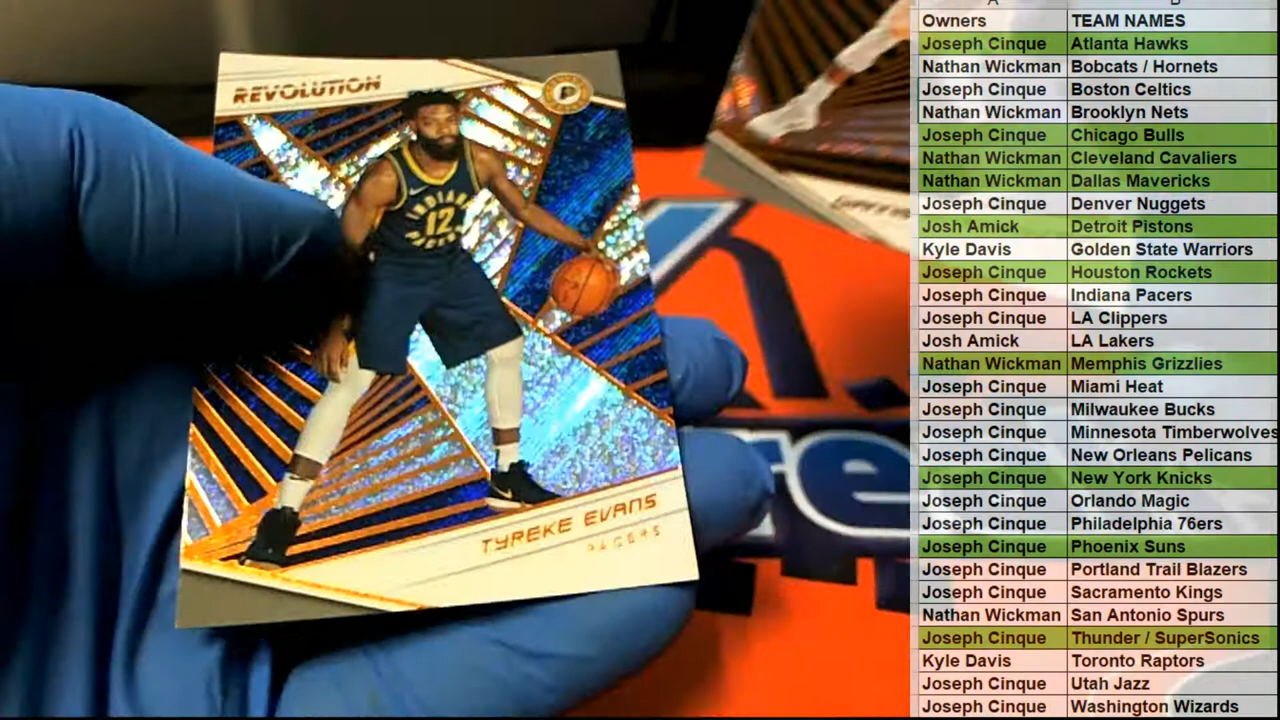 REVOLUTION
INDIANA
12
PACERS
TYREKE EVANS
PACERS
re
A B
Owners TEAM NAMES
Joseph Cinque Atlanta Hawks
Nathan Wickman Bobcats / Hornets
Joseph Cinque Boston Celtics
Nathan Wickman Brooklyn Nets
Joseph Cinque Chicago Bulls
Nathan Wickman Cleveland Cavaliers
Nathan Wickman Dallas Mavericks
Joseph Cinque Denver Nuggets
Josh Amick Detroit Pistons
Kyle Davis Golden State Warriors
Joseph Cinque Houston Rockets
Joseph Cinque Indiana Pacers
Joseph Cinque LA Clippers
Josh Amick LA Lakers
Nathan Wickman Memphis Grizzlies
Joseph Cinque Miami Heat
Joseph Cinque Milwaukee Bucks
Joseph Cinque Minnesota Timberwolves
Joseph Cinque New Orleans Pelicans
Joseph Cinque New York Knicks
Joseph Cinque Orlando Magic
Joseph Cinque Philadelphia 76ers
Joseph Cinque Phoenix Suns
Joseph Cinque Portland Trail Blazers
Joseph Cinque Sacramento Kings
Nathan Wickman San Antonio Spurs
Joseph Cinque Thunder / SuperSonics
Kyle Davis Toronto Raptors
Joseph Cinque Utah Jazz
Joseph Cinque Washington Wizards